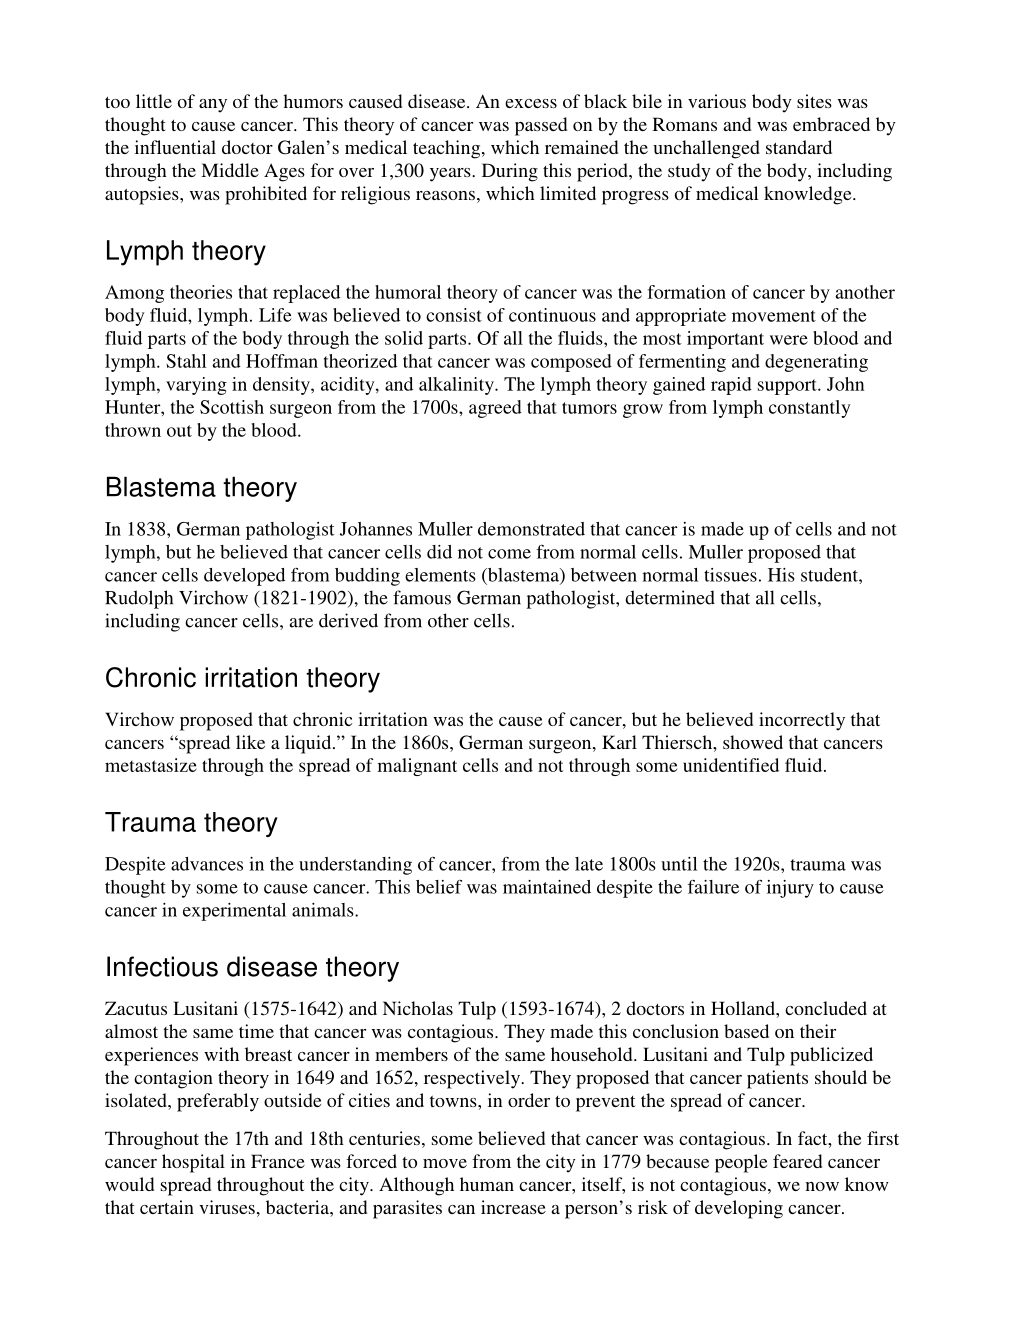 too little of any of the humors caused disease. An excess of black bile in various body sites was
thought to cause cancer. This theory of cancer was passed on by the Romans and was embraced by
the influential doctor Galen’s medical teaching, which remained the unchallenged standard
through the Middle Ages for over 1,300 years. During this period, the study of the body, including
autopsies, was prohibited for religious reasons, which limited progress of medical knowledge.
Lymph theory
Among theories that replaced the humoral theory of cancer was the formation of cancer by another
body fluid, lymph. Life was believed to consist of continuous and appropriate movement of the
fluid parts of the body through the solid parts. Of all the fluids, the most important were blood and
lymph. Stahl and Hoffman theorized that cancer was composed of fermenting and degenerating
lymph, varying in density, acidity, and alkalinity. The lymph theory gained rapid support. John
Hunter, the Scottish surgeon from the 1700s, agreed that tumors grow from lymph constantly
thrown out by the blood.
Blastema theory
In 1838, German pathologist Johannes Muller demonstrated that cancer is made up of cells and not
lymph, but he believed that cancer cells did not come from normal cells. Muller proposed that
cancer cells developed from budding elements (blastema) between normal tissues. His student,
Rudolph Virchow (1821-1902), the famous German pathologist, determined that all cells,
including cancer cells, are derived from other cells.
Chronic irritation theory
Virchow proposed that chronic irritation was the cause of cancer, but he believed incorrectly that
cancers “spread like a liquid.” In the 1860s, German surgeon, Karl Thiersch, showed that cancers
metastasize through the spread of malignant cells and not through some unidentified fluid.
Trauma theory
Despite advances in the understanding of cancer, from the late 1800s until the 1920s, trauma was
thought by some to cause cancer. This belief was maintained despite the failure of injury to cause
cancer in experimental animals.
Infectious disease theory
Zacutus Lusitani (1575-1642) and Nicholas Tulp (1593-1674), 2 doctors in Holland, concluded at
almost the same time that cancer was contagious. They made this conclusion based on their
experiences with breast cancer in members of the same household. Lusitani and Tulp publicized
the contagion theory in 1649 and 1652, respectively. They proposed that cancer patients should be
isolated, preferably outside of cities and towns, in order to prevent the spread of cancer.
Throughout the 17th and 18th centuries, some believed that cancer was contagious. In fact, the first
cancer hospital in France was forced to move from the city in 1779 because people feared cancer
would spread throughout the city. Although human cancer, itself, is not contagious, we now know
that certain viruses, bacteria, and parasites can increase a person’s risk of developing cancer.